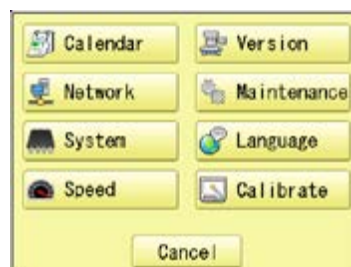 Calendar
Version
Network
Maintenance
System
Language
Speed
Calibrate
Cancel